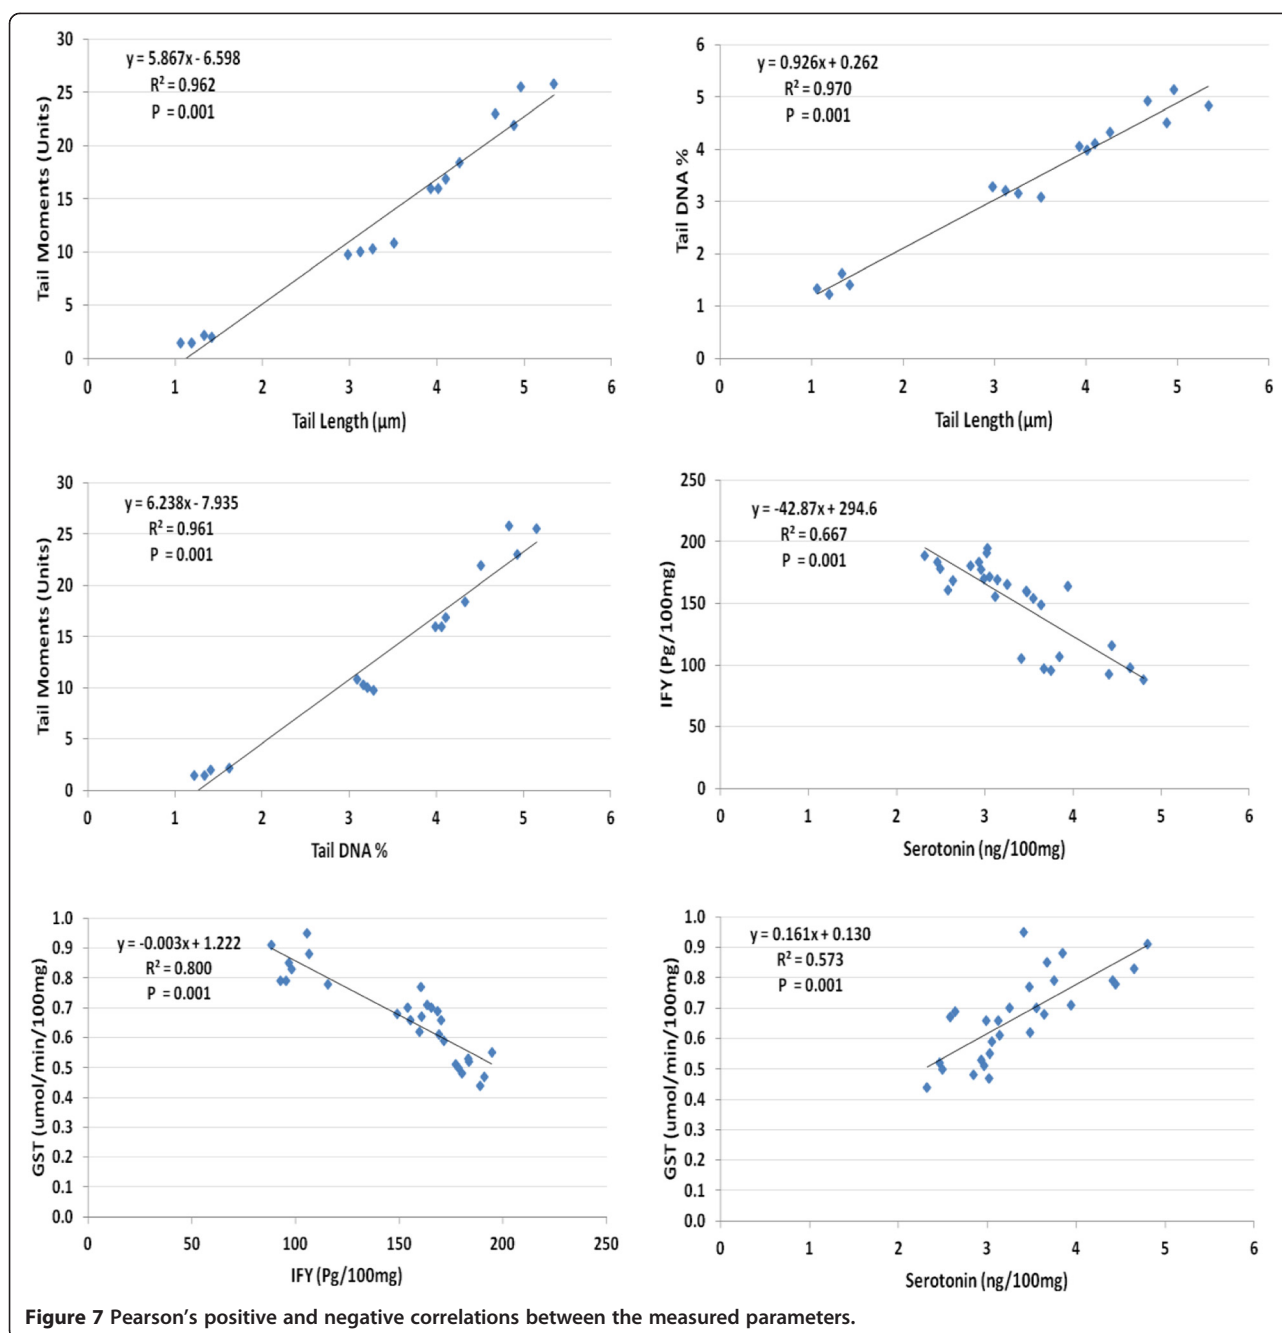 y = 5.867x - 6.598
R² = 0.962
P = 0.001
Tail Moments (Units)
30
25
20
15
10
5
0
0 1 2 3 4 5 6
Tail Length (µm)
y = 0.926x + 0.262
R² = 0.970
P = 0.001
Tail DNA %
6
5
4
3
2
1
0
0 1 2 3 4 5 6
Tail Length (µm)
y = 6.238x - 7.935
R² = 0.961
P = 0.001
Tail Moments (Units)
30
25
20
15
10
5
0
0 1 2 3 4 5 6
Tail DNA %
y = -42.87x + 294.6
R² = 0.667
P = 0.001
IFY (Pg/100mg)
250
200
150
100
50
0
0 1 2 3 4 5 6
Serotonin (ng/100mg)
y = -0.003x + 1.222
R² = 0.800
P = 0.001
GST (umol/min/100mg)
1.0
0.9
0.8
0.7
0.6
0.5
0.4
0.3
0.2
0.1
0.0
0 50 100 150 200 250
IFY (Pg/100mg)
y = 0.161x + 0.130
R² = 0.573
P = 0.001
GST (umol/min/100mg)
1.0
0.9
0.8
0.7
0.6
0.5
0.4
0.3
0.2
0.1
0.0
0 1 2 3 4 5 6
Serotonin (ng/100mg)
Figure 7 Pearson's positive and negative correlations between the measured parameters.